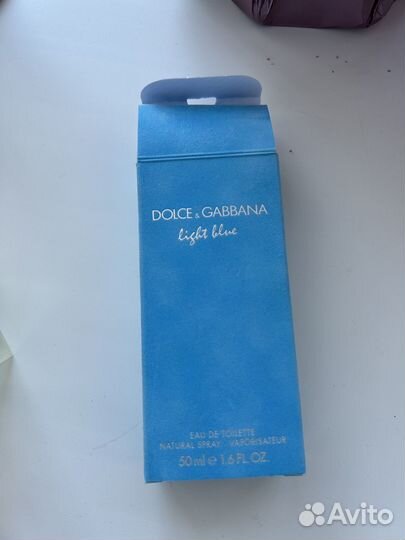 DOLCE & GABBANA
light blue
EAU DE TOILETTE
NATURAL SPRAY VAPORISATEUR
50 ml e 1.6 FL. OZ.
Avito